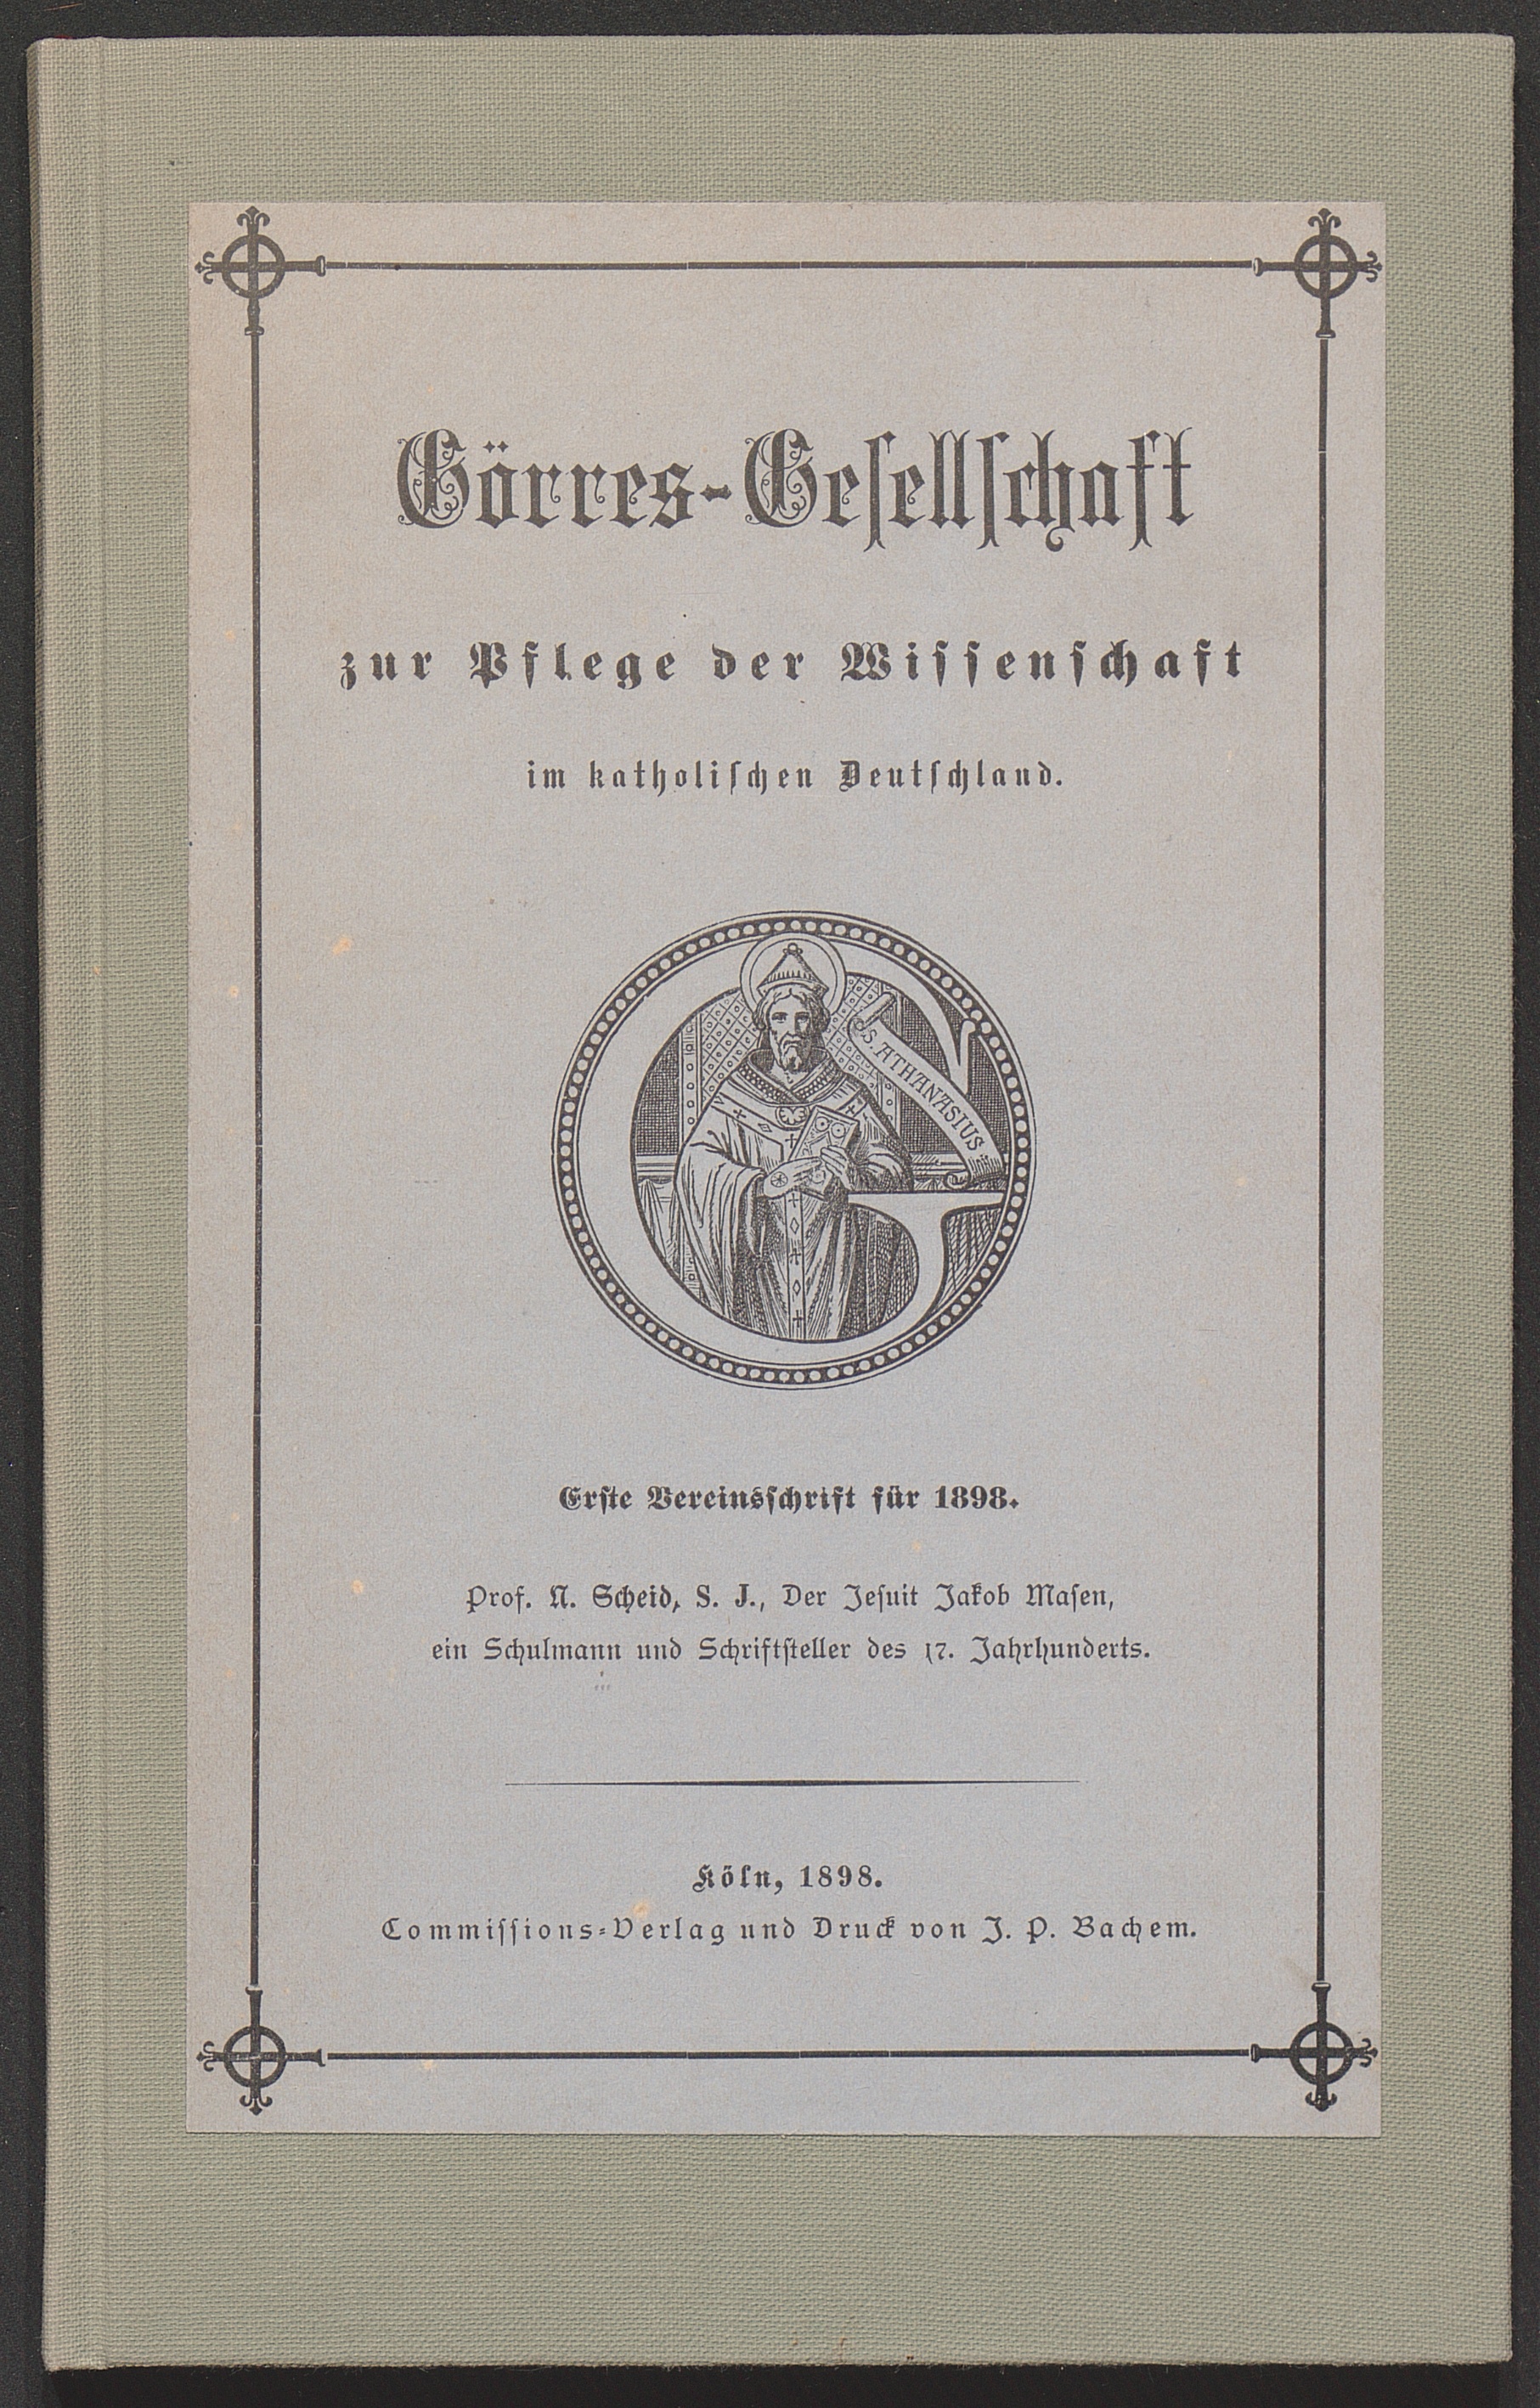 Görres-Geſellſchaft
zur Pflege der Wiſſenſchaft
im katholiſchen Deutſchland.
S. ATHANASIUS
Erſte Vereinsſchrift für 1898.
Prof. N. Scheid, S. J., Der Jeſuit Jakob Maſen,
ein Schulmann und Schriftſteller des 17. Jahrhunderts.
Köln, 1898.
Commiſſions-Verlag und Druck von J. P. Bachem.